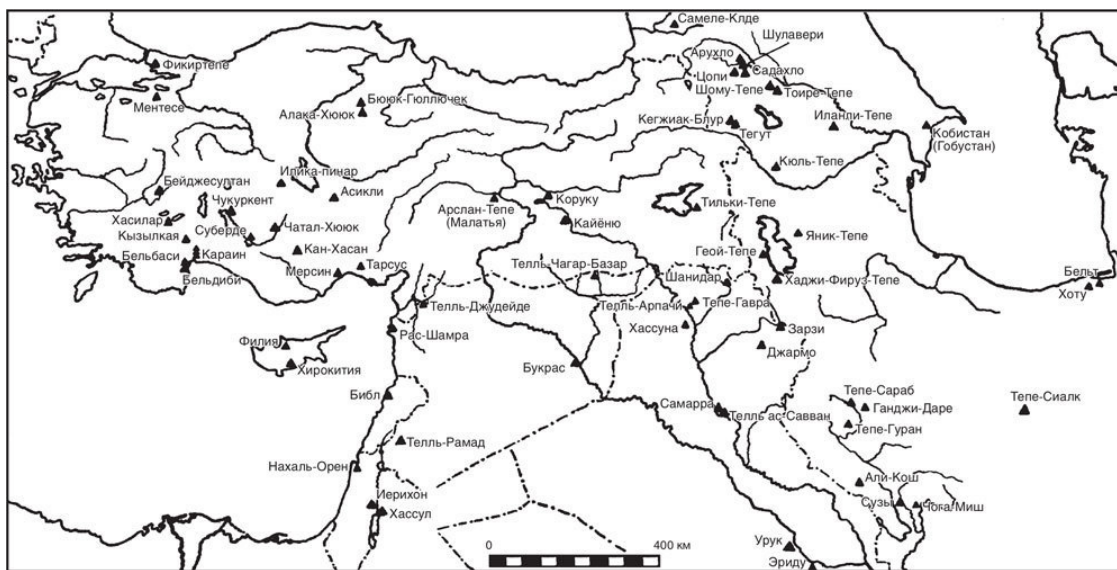 Самеле-Клде
Шулавери
Арухло
Фикиртепе
Цопи
Садахло
Шому-Тепе
Тоире-Тепе
Ментесе
Бююк-Гюллючек
Алака-Хююк
Кегжиак-Блур
Тегут
Иланли-Тепе
Кобистан
(Гобустан)
Кюль-Тепе
Илика-пинар
Бейджесултан
Асикли
Коруку
Чукуркент
Арслан-Тепе
(Малатья)
Тильки-Тепе
Хасилар
Суберде
Чатал-Хююк
Кайёню
Яник-Тепе
Кызылкая
Кан-Хасан
Геой-Тепе
Бельбаси
Караин
Мерсин
Тарсус
Телль-Чагар-Базар
Шанидар
Хаджи-Фируз-Тепе
Бельт
Хоту
Бельдиби
Телль-Джудейде
Телль-Арпачи
Тепе-Гавра
Рас-Шамра
Хассуна
Зарзи
Филия
Джармо
Хирокития
Букрас
Библ
Тепе-Сараб
Тепе-Сиалк
Самарра
Телль ас-Савван
Ганджи-Даре
Тепе-Гуран
Телль-Рамад
Нахаль-Орен
Али-Кош
Иерихон
Сузы
Чога Миш
Хассул
Урук
0
400 км
Эриду